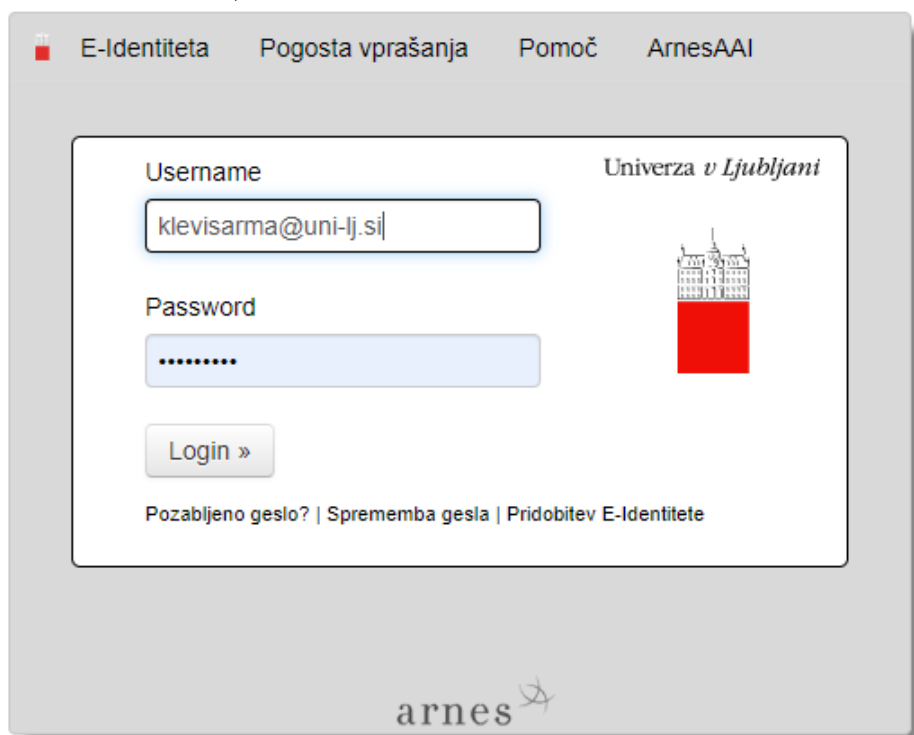 E-Identiteta Pogosta vprašanja Pomoč ArnesAAI
Username
Univerza v Ljubljani
klevisarma@uni-lj.si
Password
•••••••••
Login »
Pozabljeno geslo? | Sprememba gesla | Pridobitev E-Identitete
arnes